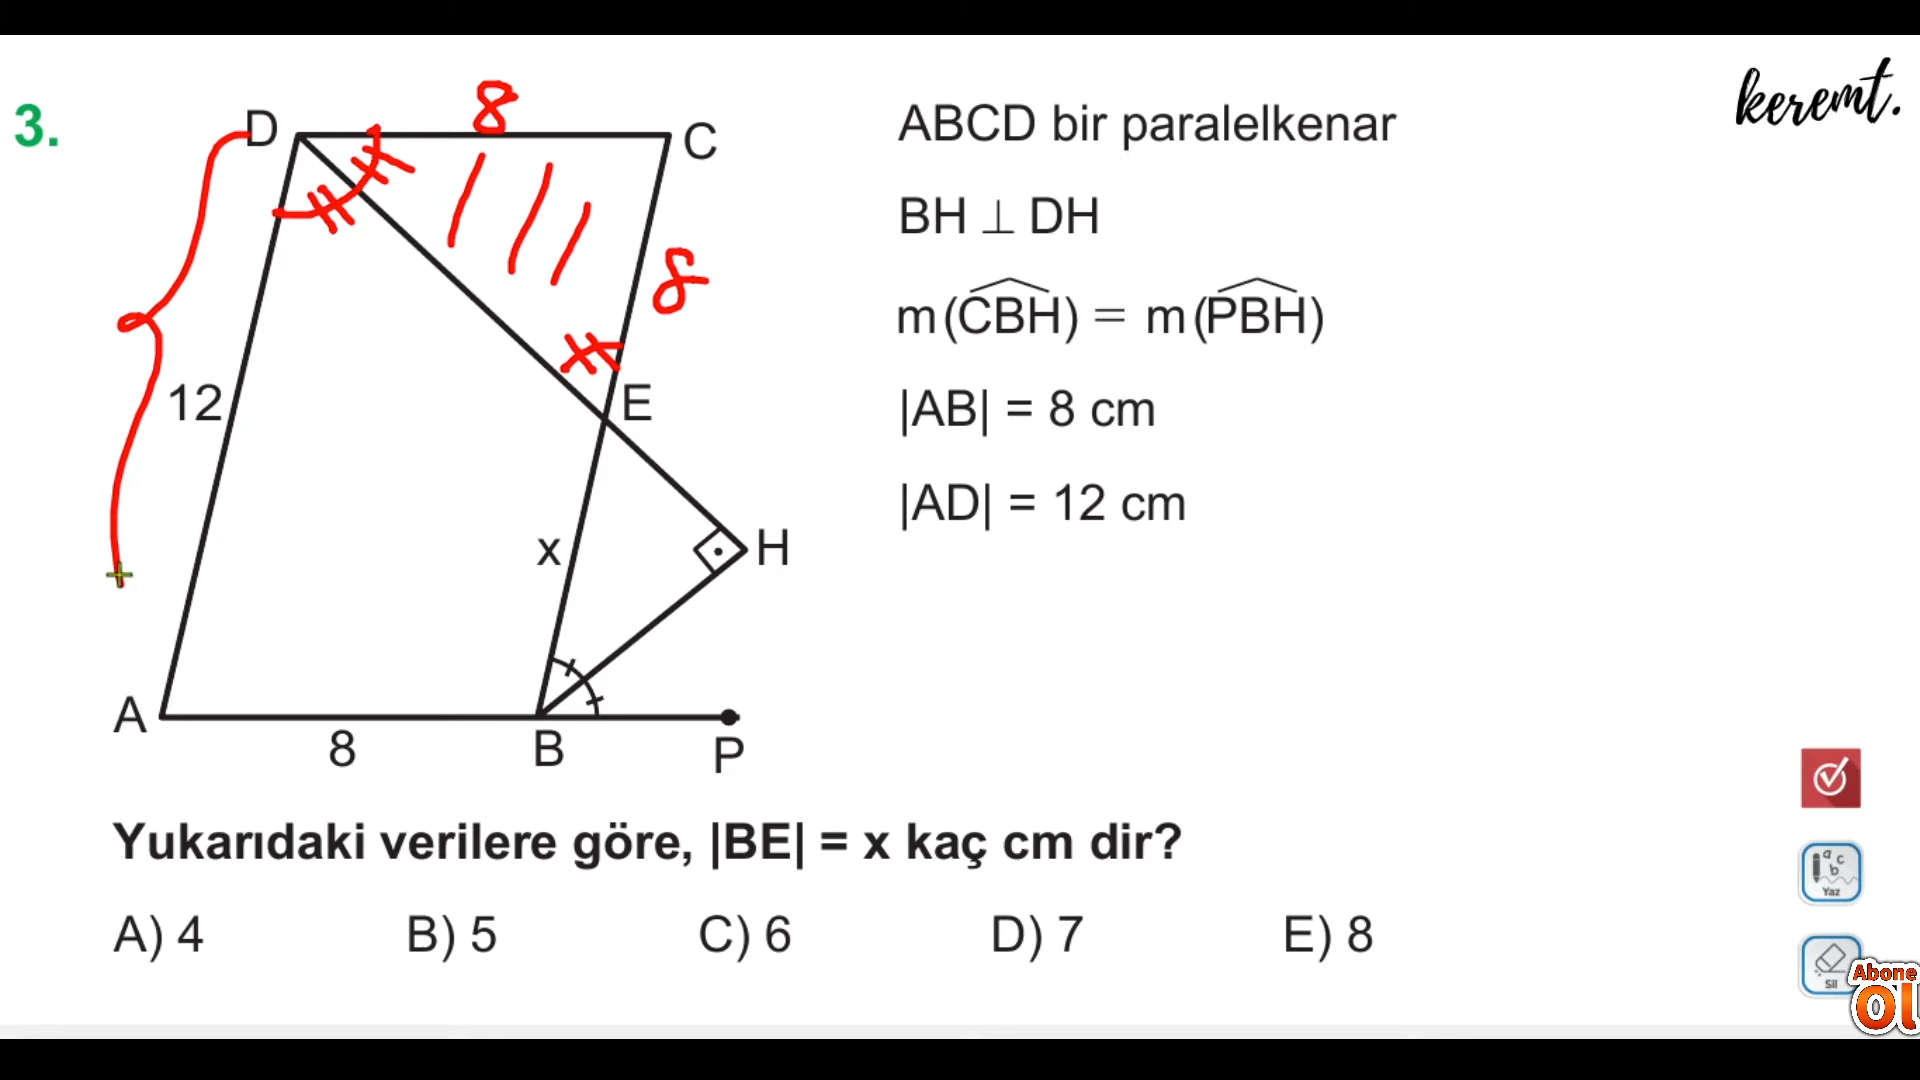 keremt.
3.
D
8
C
ABCD bir paralelkenar
BH ⊥ DH
8
m(CBH) = m(PBH)
12
E
|AB| = 8 cm
|AD| = 12 cm
x
H
A
8
B
P
Yukarıdaki verilere göre, |BE| = x kaç cm dir?
A) 4 B) 5 C) 6 D) 7 E) 8
a b c
Yaz
Sil
Abone
Ol